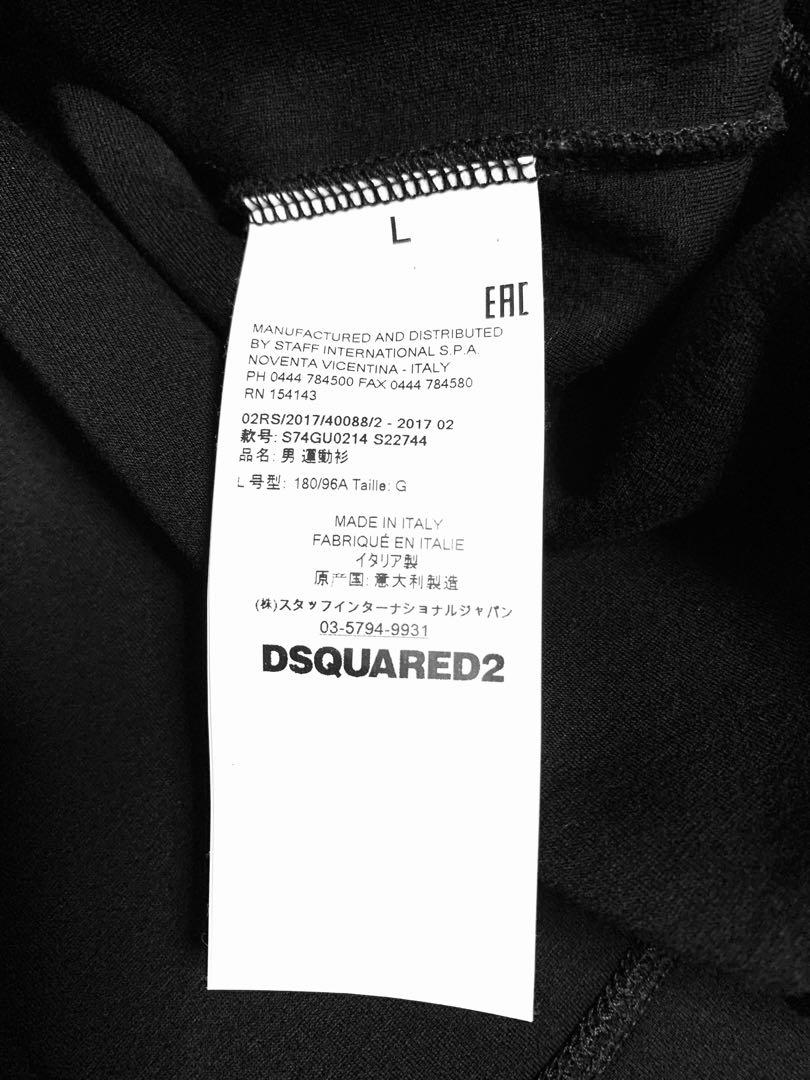 L
EAC
MANUFACTURED AND DISTRIBUTED
BY STAFF INTERNATIONAL S.P.A.
NOVENTA VICENTINA - ITALY
PH 0444 784500 FAX 0444 784580
RN 154143
02RS/2017/40088/2 - 2017 02
款号: S74GU0214 S22744
品名: 男 運動衫
L 号型: 180/96A Taille: G
MADE IN ITALY
FABRIQUÉ EN ITALIE
イタリア製
原产国: 意大利製造
(株)スタッフインターナショナルジャパン
03-5794-9931
DSQUARED2